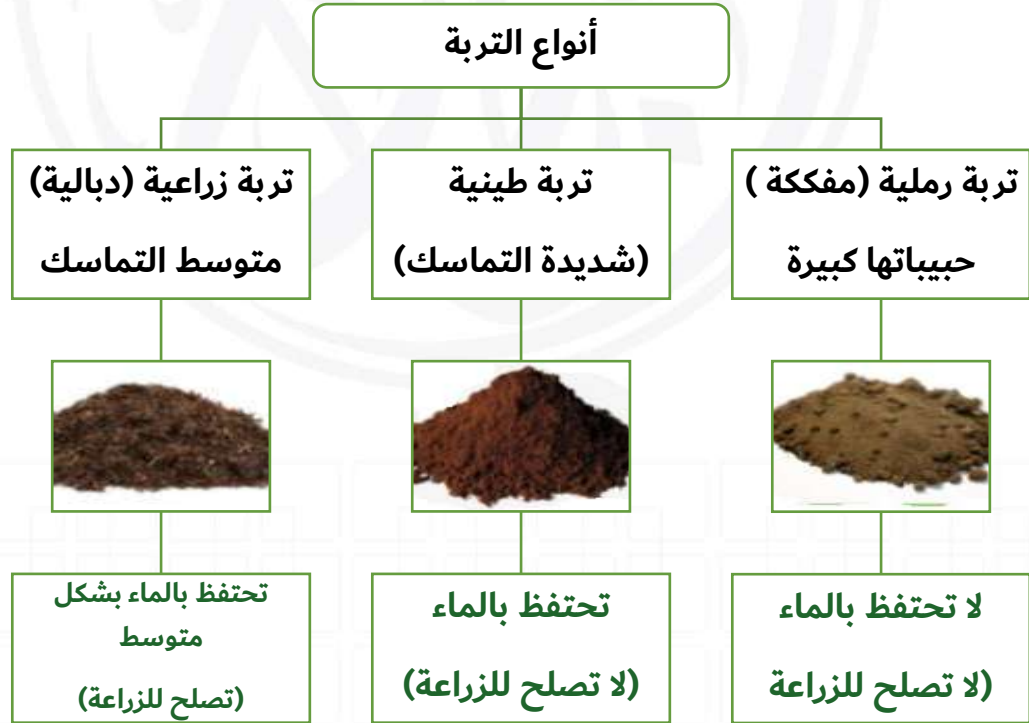 أنواع التربة
تربة رملية (مفككة )
حبيباتها كبيرة
تربة طينية
(شديدة التماسك)
تربة زراعية (دبالية)
متوسط التماسك
لا تحتفظ بالماء
(لا تصلح للزراعة
تحتفظ بالماء
(لا تصلح للزراعة)
تحتفظ بالماء بشكل
متوسط
(تصلح للزراعة)